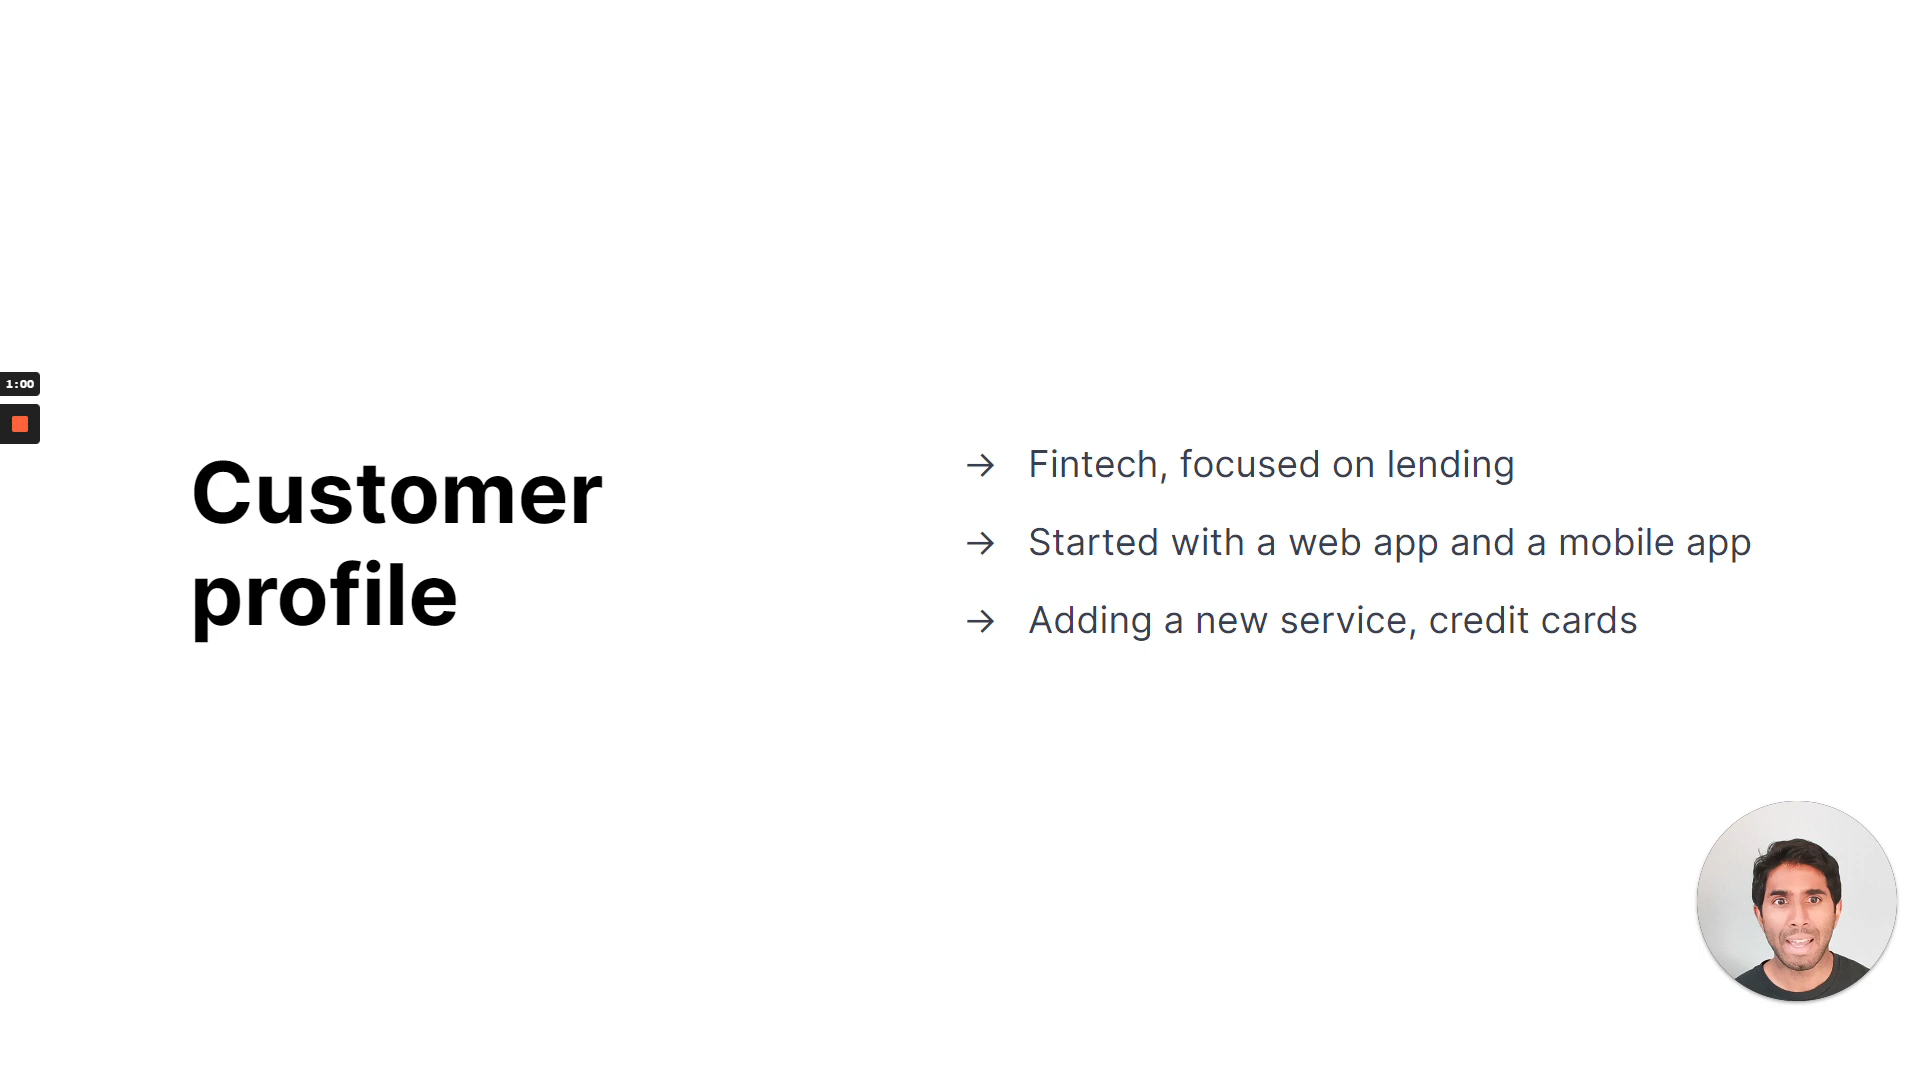 1:00
Customer
profile
→ Fintech, focused on lending
→ Started with a web app and a mobile app
→ Adding a new service, credit cards